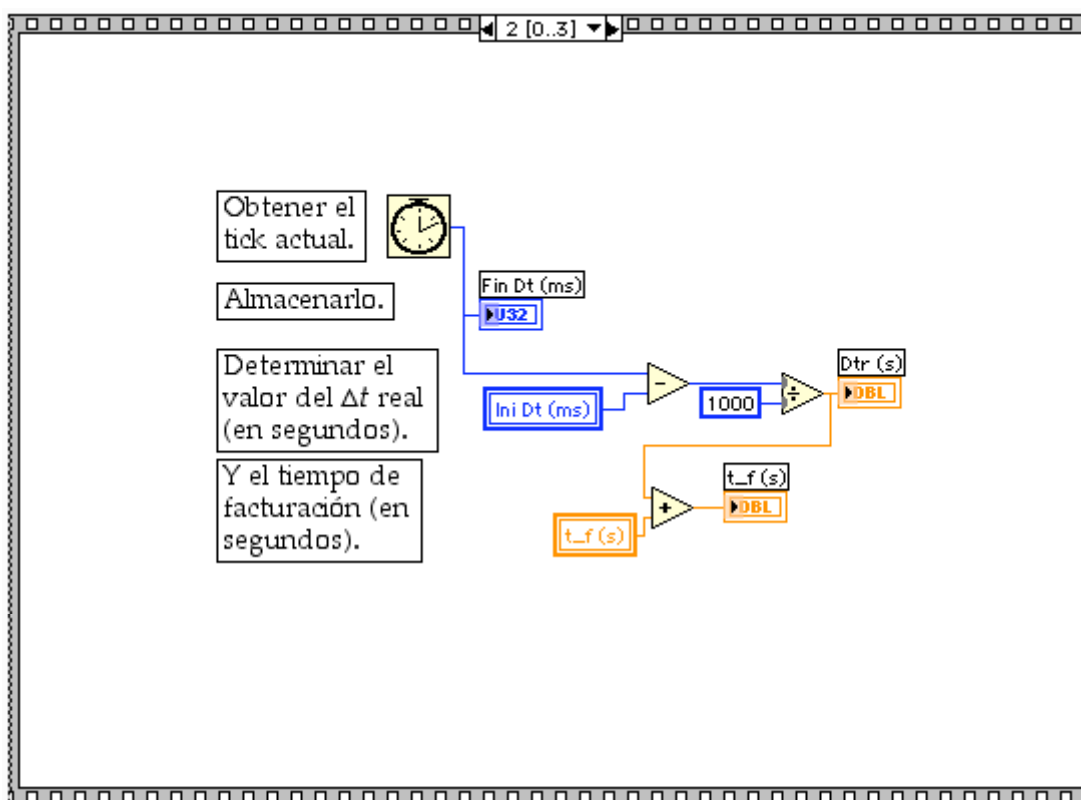 2 [0..3]
Obtener el
tick actual.
Almacenarlo.
Fin Dt (ms)
U32
Determinar el
valor del Δt real
(en segundos).
Ini Dt (ms)
-
1000
÷
Dtr (s)
DBL
Y el tiempo de
facturación (en
segundos).
t_f (s)
+
t_f (s)
DBL